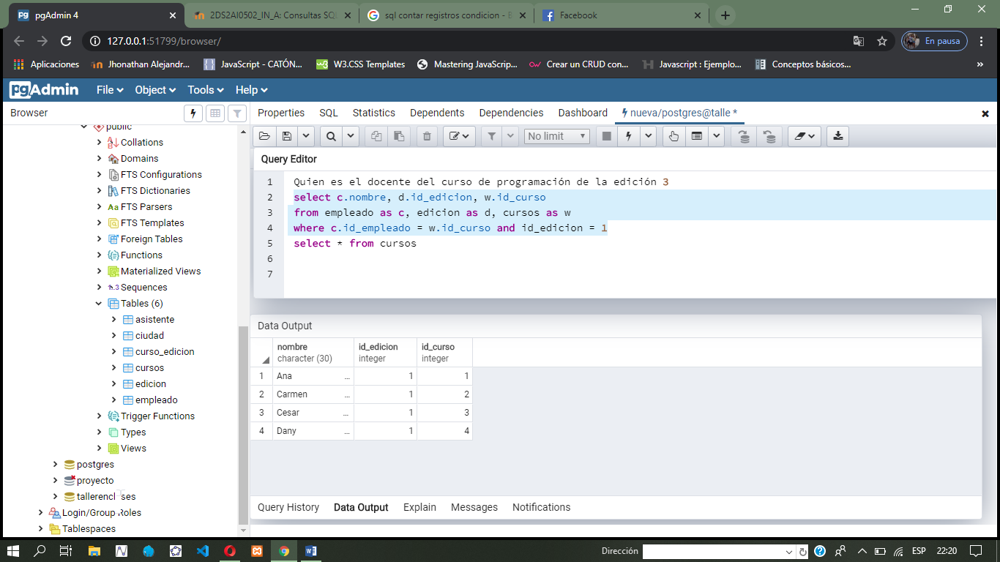 pgAdmin 4
2DS2AI0502_IN_A: Consultas SQL
sql contar registros condicion - B
Facebook
127.0.0.1:51799/browser/
En pausa
Aplicaciones
Jhonathan Alejandr...
JavaScript - CATÓN...
W3.CSS Templates
Mastering JavaScrip...
Crear un CRUD con...
Javascript : Ejemplo...
Conceptos básicos...
pgAdmin
File
Object
Tools
Help
Browser
Properties
SQL
Statistics
Dependents
Dependencies
Dashboard
nueva/postgres@talle *
No limit
public
Collations
Domains
FTS Configurations
FTS Dictionaries
FTS Parsers
FTS Templates
Foreign Tables
Functions
Materialized Views
Sequences
Tables (6)
asistente
ciudad
curso_edicion
cursos
edicion
empleado
Trigger Functions
Types
Views
postgres
proyecto
Login/Group Roles
Tablespaces
Query Editor
1 Quien es el docente del curso de programación de la edición 3
2 select c.nombre, d.id_edicion, w.id_curso
3 from empleado as c, edicion as d, cursos as w
4 where c.id_empleado = w.id_curso and id_edicion = 1
5 select * from cursos
6
7
Data Output
nombre id_edicion id_curso
character (30) integer integer
1 Ana ... 1 1
2 Carmen ... 1 2
3 Cesar ... 1 3
4 Dany ... 1 4
Query History
Data Output
Explain
Messages
Notifications
Dirección
ESP
22:20